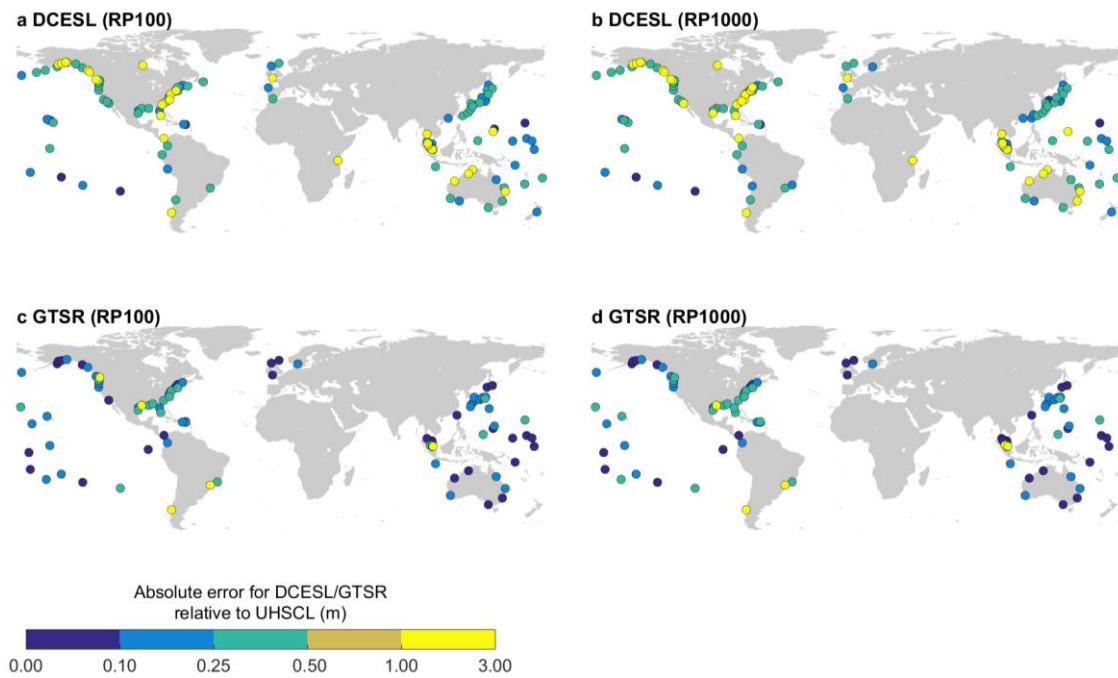 a DCESL (RP100)
b DCESL (RP1000)
c GTSR (RP100)
d GTSR (RP1000)
Absolute error for DCESL/GTSR
relative to UHSCL (m)
0.00 0.10 0.25 0.50 1.00 3.00